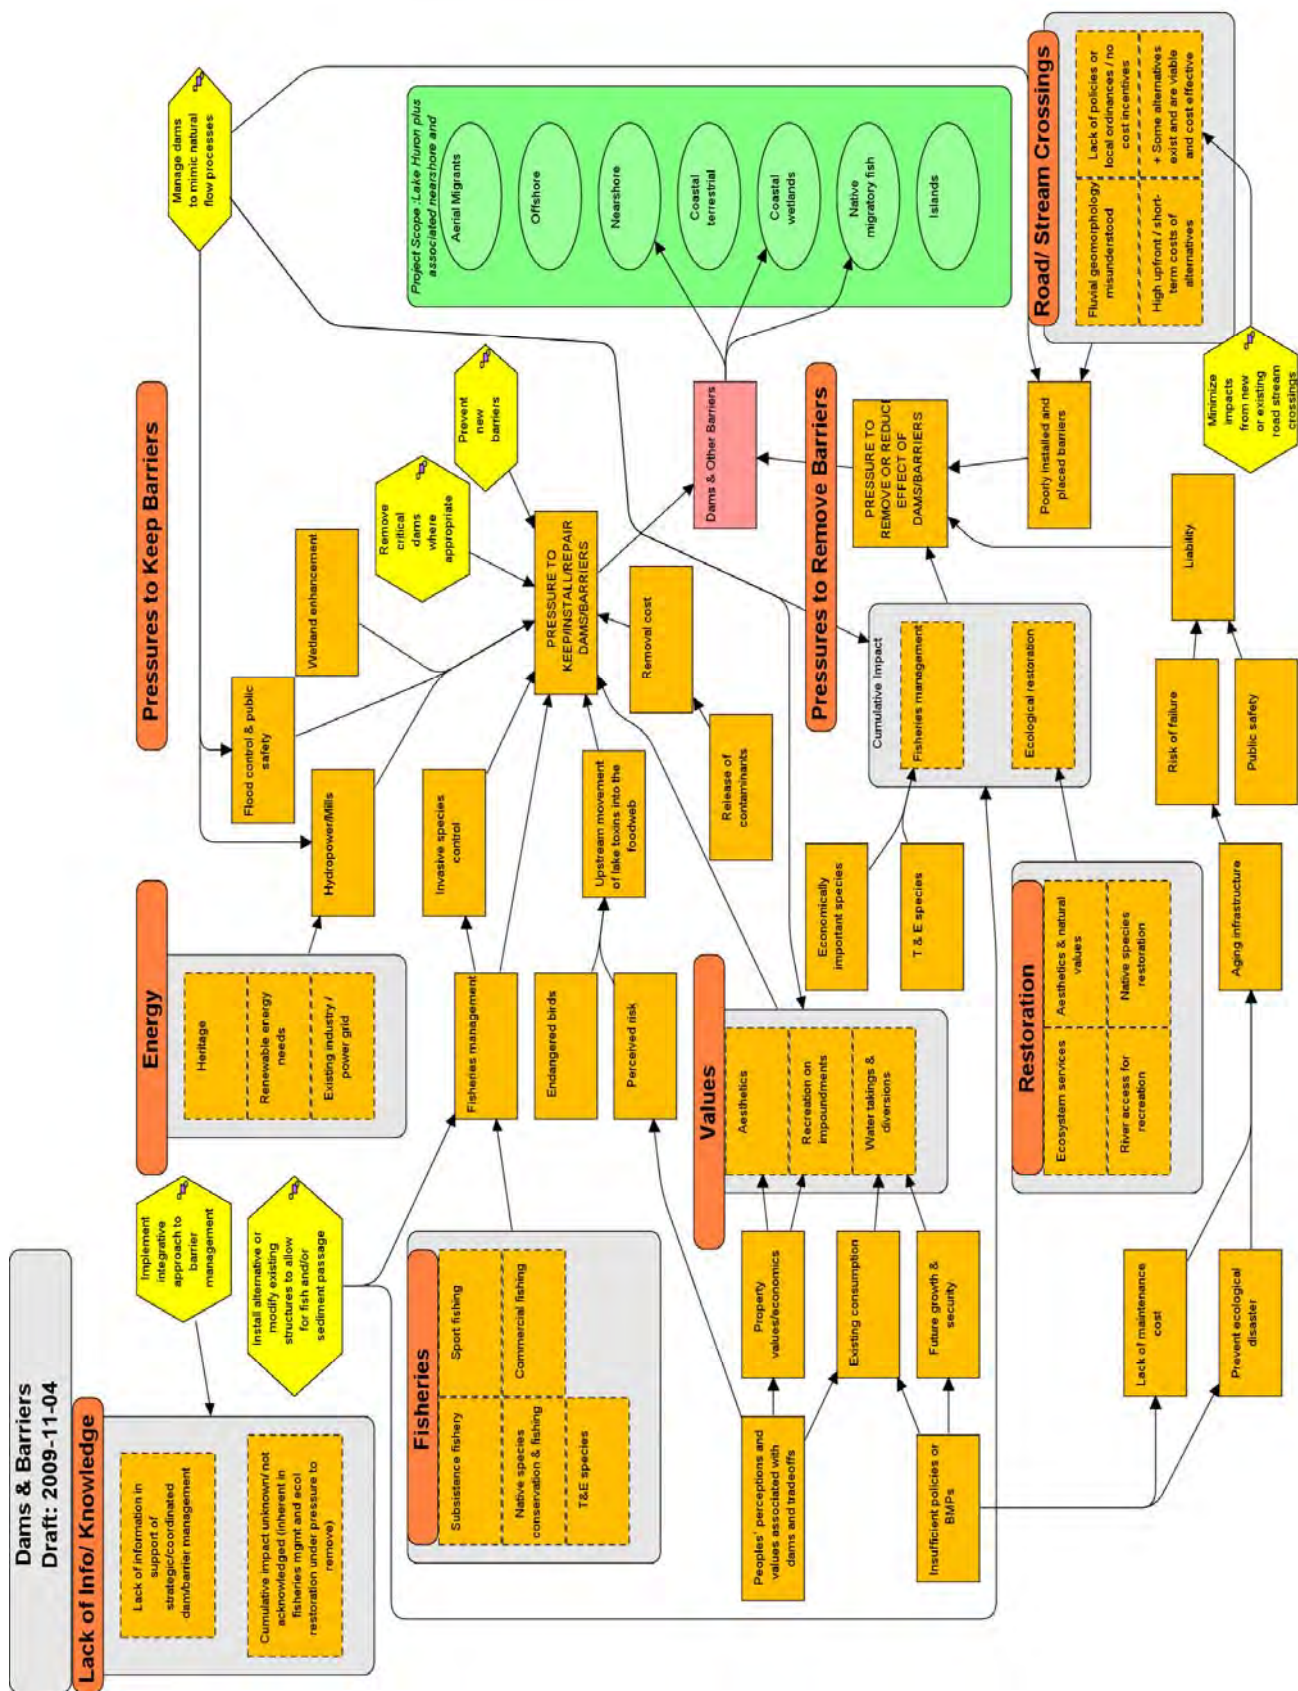 Dams & Barriers
Draft: 2009-11-04
Lack of Info/ Knowledge
Lack of information in
support of
strategic/coordinated
dam/barrier management
Cumulative impact unknown/ not
acknowledged (inherent in
fisheries mgmt and ecol
restoration under pressure to
remove)
Implement
integrative
approach to
barrier
management
Install alternative or
modify existing
structures to allow
for fish and/or
sediment passage
Energy
Heritage
Renewable energy
needs
Existing industry /
power grid
Pressures to Keep Barriers
Manage dams
to mimic natural
flow processes
Flood control & public
safety
Wetland enhancement
Hydropower/Mills
Remove
critical
dams
where
appropriate
Prevent
new
barriers
Invasive species
control
Fisheries management
Fisheries
Subsistence fishery
Sport fishing
Native species
conservation & fishing
Commercial fishing
T&E species
Endangered birds
Perceived risk
Upstream movement
of lake toxins into the
foodweb
PRESSURE TO
KEEP/INSTALL/REPAIR
DAMS/BARRIERS
Removal cost
Release of
contaminants
Project Scope :Lake Huron plus
associated nearshore and
Aerial Migrants
Offshore
Nearshore
Coastal
terrestrial
Coastal
wetlands
Native
migratory fish
Islands
Dams & Other Barriers
Values
Aesthetics
Recreation on
impoundments
Water takings &
diversions
Peoples' perceptions and
values associated with
dams and tradeoffs
Property
values/economics
Existing consumption
Future growth &
security
Insufficient policies or
BMPs
Pressures to Remove Barriers
PRESSURE TO
REMOVE OR REDUCE
EFFECT OF
DAMS/BARRIERS
Cumulative Impact
Fisheries management
Ecological restoration
Economically
important species
T & E species
Restoration
Ecosystem services
Aesthetics & natural
values
River access for
recreation
Native species
restoration
Lack of maintenance
cost
Prevent ecological
disaster
Aging infrastructure
Risk of failure
Public safety
Liability
Poorly installed and
placed barriers
Road/ Stream Crossings
Fluvial geomorphology
misunderstood
Lack of policies or
local ordinances / no
cost incentives
High upfront / short-
term costs of
alternatives
+ Some alternatives
exist and are viable
and cost effective
Minimize
impacts
from new
or existing
road stream
crossings